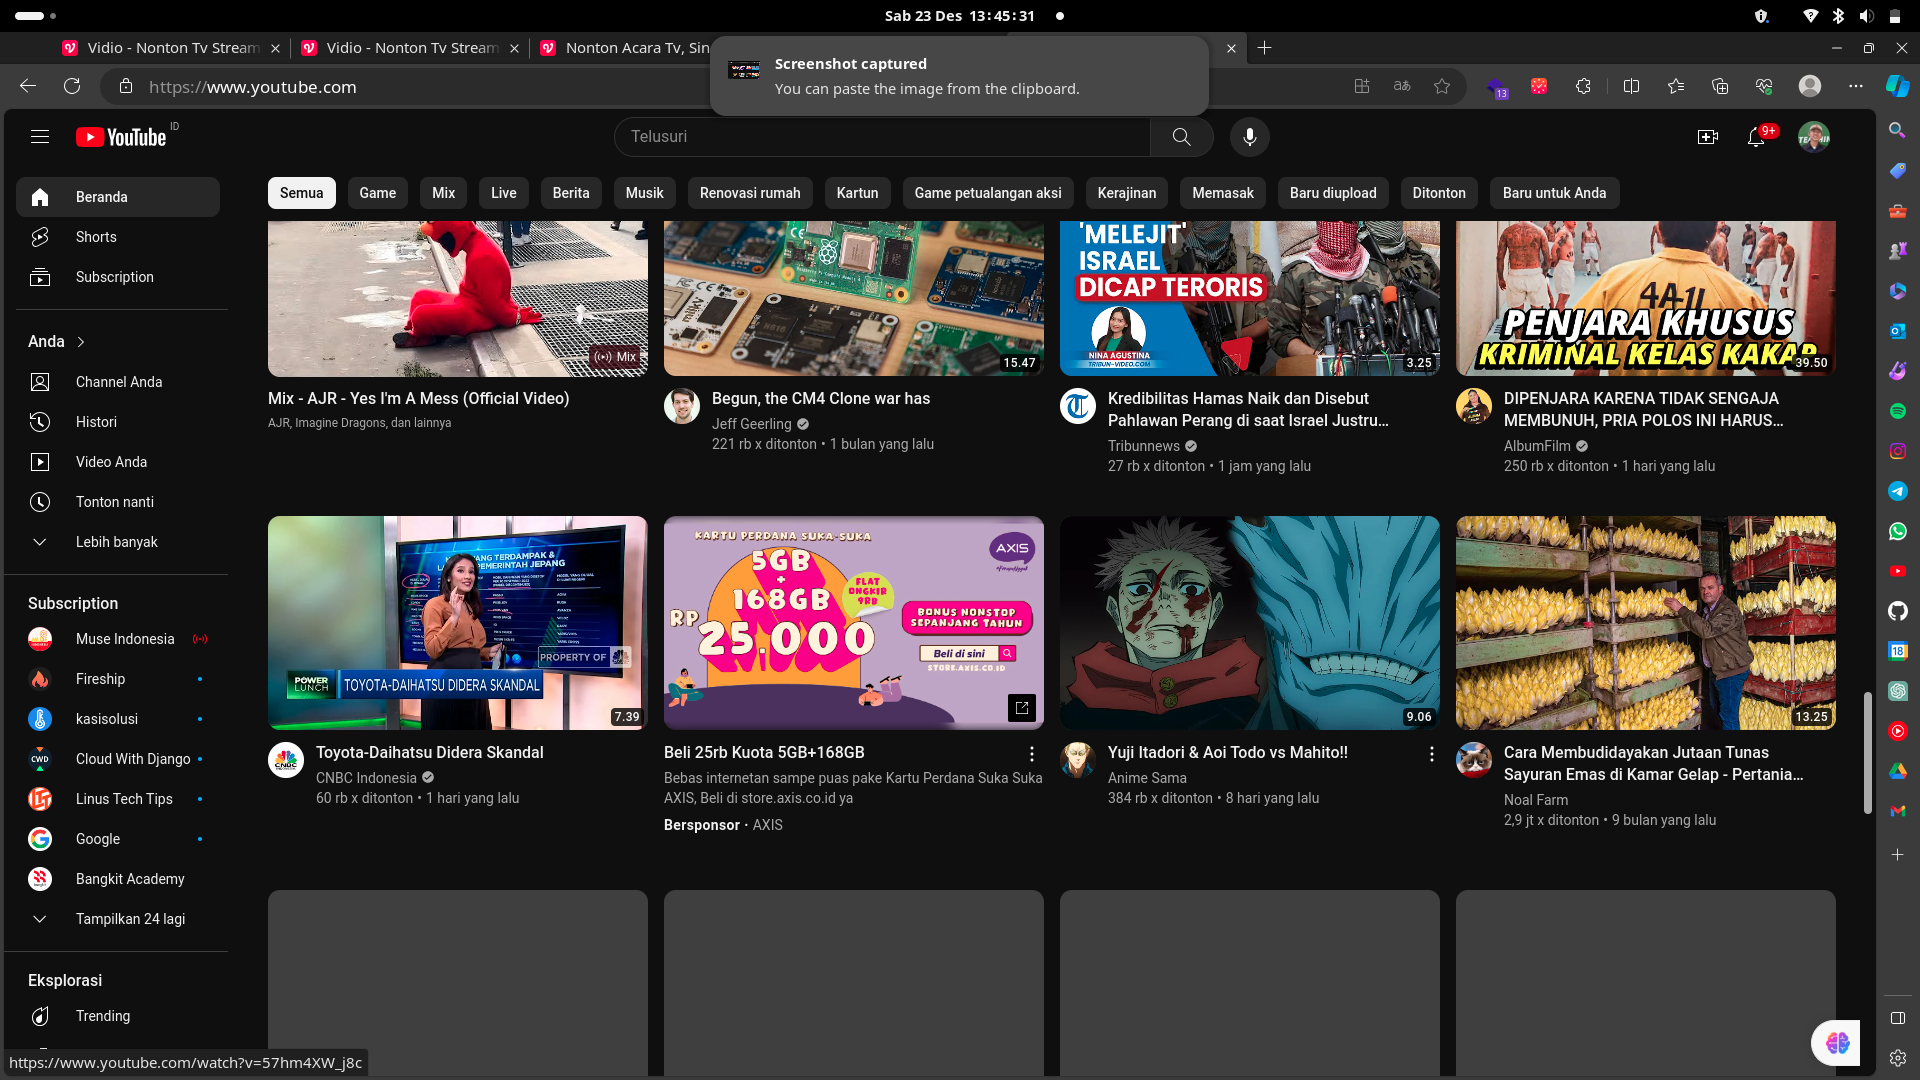 Sab 23 Des 13:45:31
Vidio - Nonton Tv Stream
Vidio - Nonton Tv Stream
Nonton Acara Tv, Sin
Screenshot captured
You can paste the image from the clipboard.
https://www.youtube.com
13
YouTube ID
Telusuri
9+
Semua
Game
Mix
Live
Berita
Musik
Renovasi rumah
Kartun
Game petualangan aksi
Kerajinan
Memasak
Baru diupload
Ditonton
Baru untuk Anda
Beranda
Shorts
Subscription
Anda
Channel Anda
Histori
Video Anda
Tonton nanti
Lebih banyak
Subscription
Muse Indonesia
Fireship
kasisolusi
Cloud With Django
Linus Tech Tips
Google
Bangkit Academy
Tampilkan 24 lagi
Eksplorasi
Trending
Mix
Mix - AJR - Yes I'm A Mess (Official Video)
AJR, Imagine Dragons, dan lainnya
15.47
Begun, the CM4 Clone war has
Jeff Geerling
221 rb x ditonton • 1 bulan yang lalu
'MELEJIT'
ISRAEL
DICAP TERORIS
NINA AGUSTINA
TRIBUN-VIDEO.COM
3.25
Kredibilitas Hamas Naik dan Disebut
Pahlawan Perang di saat Israel Justru...
Tribunnews
27 rb x ditonton • 1 jam yang lalu
PENJARA KHUSUS
KRIMINAL KELAS KAKAP
39.50
DIPENJARA KARENA TIDAK SENGAJA
MEMBUNUH, PRIA POLOS INI HARUS...
AlbumFilm
250 rb x ditonton • 1 hari yang lalu
TERDAMPAK &
PEMERINTAH JEPANG
PROPERTY OF
POWER
LUNCH
TOYOTA-DAIHATSU DIDERA SKANDAL
7.39
Toyota-Daihatsu Didera Skandal
CNBC Indonesia
60 rb x ditonton • 1 hari yang lalu
KARTU PERDANA SUKA-SUKA
AXIS
5GB
+
168GB
FLAT
ONGKIR
9RB
RP
25.000
BONUS NONSTOP
SEPANJANG TAHUN
Beli di sini
STORE.AXIS.CO.ID
Beli 25rb Kuota 5GB+168GB
Bebas internetan sampe puas pake Kartu Perdana Suka Suka
AXIS, Beli di store.axis.co.id ya
Bersponsor · AXIS
9.06
Yuji Itadori & Aoi Todo vs Mahito!!
Anime Sama
384 rb x ditonton • 8 hari yang lalu
13.25
Cara Membudidayakan Jutaan Tunas
Sayuran Emas di Kamar Gelap - Pertania...
Noal Farm
2,9 jt x ditonton • 9 bulan yang lalu
18
https://www.youtube.com/watch?v=57hm4XW_j8c